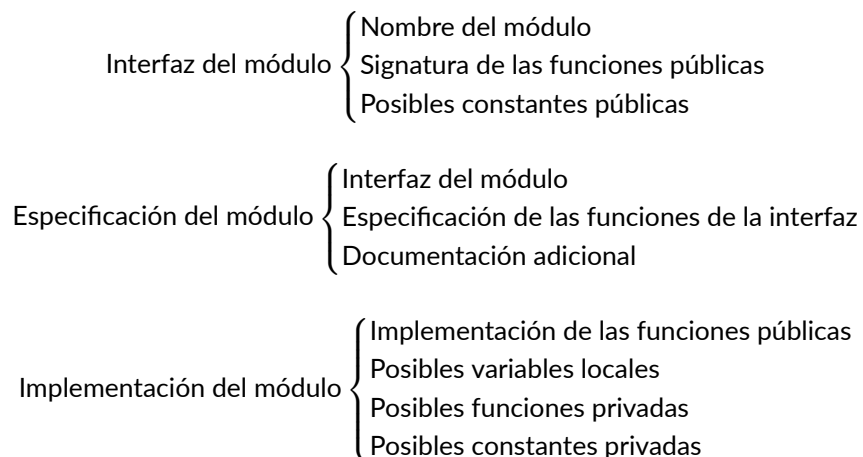 Nombre del módulo
Interfaz del módulo
Signatura de las funciones públicas
Posibles constantes públicas
Interfaz del módulo
Especificación del módulo
Especificación de las funciones de la interfaz
Documentación adicional
Implementación de las funciones públicas
Posibles variables locales
Implementación del módulo
Posibles funciones privadas
Posibles constantes privadas